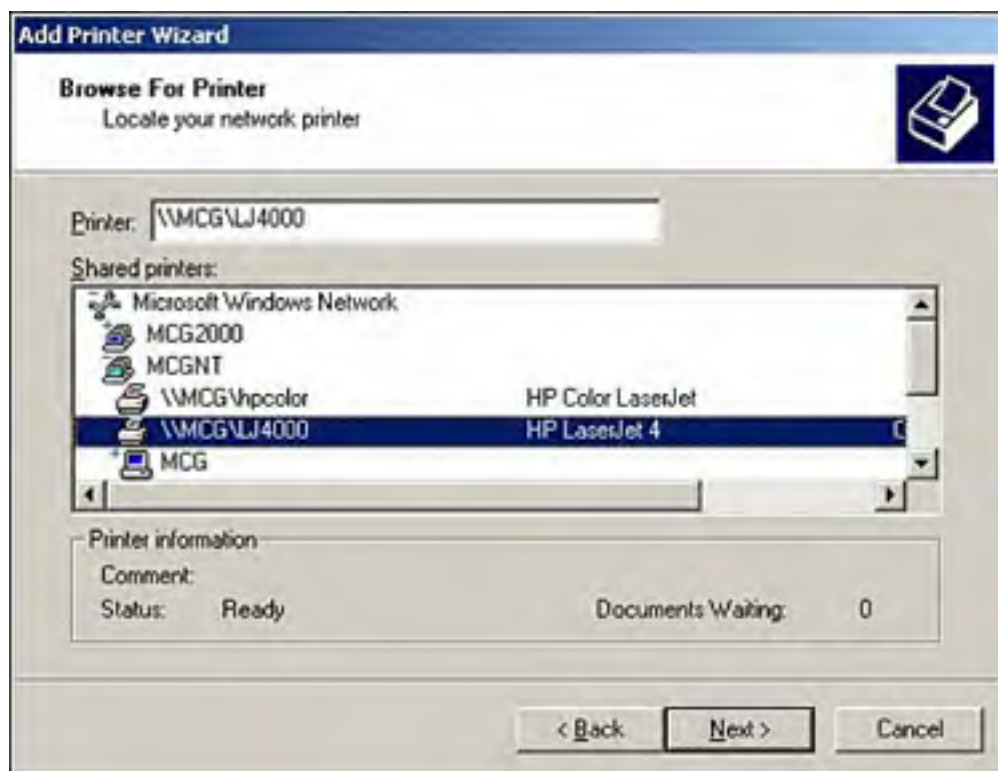 Add Printer Wizard
Browse For Printer
Locate your network printer
Printer: \\MCG\LJ4000
Shared printers:
Microsoft Windows Network
MCG2000
MCGNT
\\MCG\hpcolor HP Color LaserJet
\\MCG\LJ4000 HP LaserJet 4
MCG
Printer information
Comment:
Status: Ready Documents Waiting: 0
< Back Next > Cancel